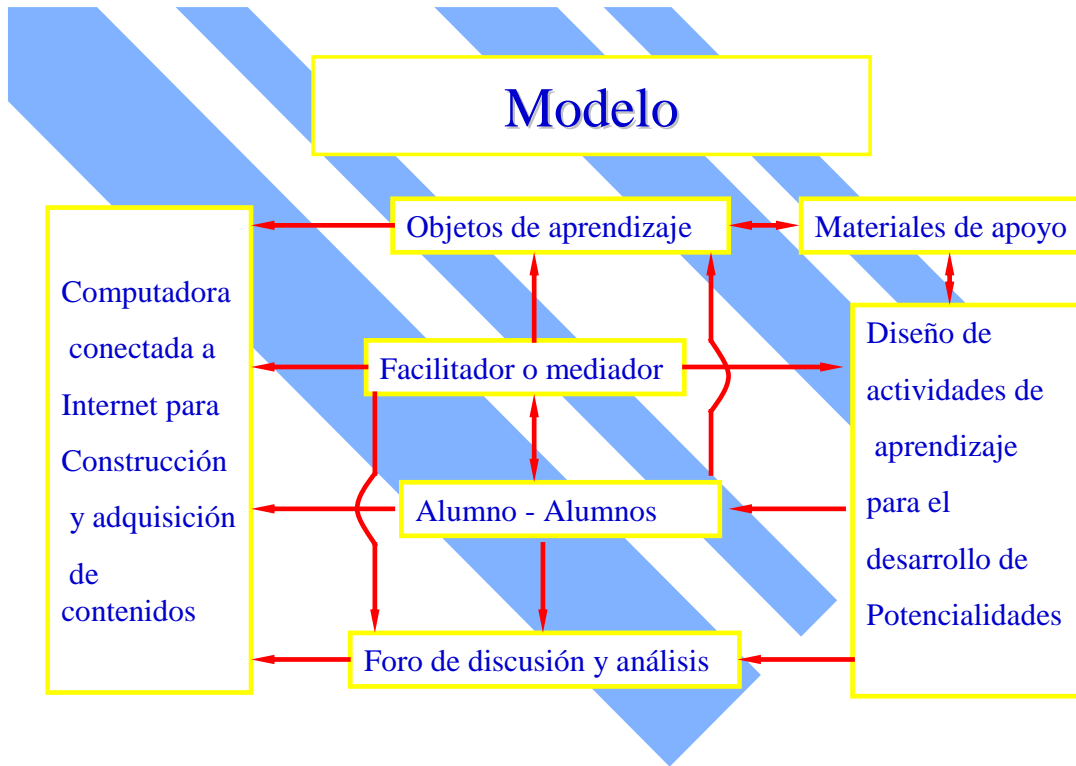 Modelo
Objetos de aprendizaje
Materiales de apoyo
Computadora
conectada a
Internet para
Construcción
y adquisición
de
contenidos
Facilitador o mediador
Alumno - Alumnos
Foro de discusión y análisis
Diseño de
actividades de
aprendizaje
para el
desarrollo de
Potencialidades